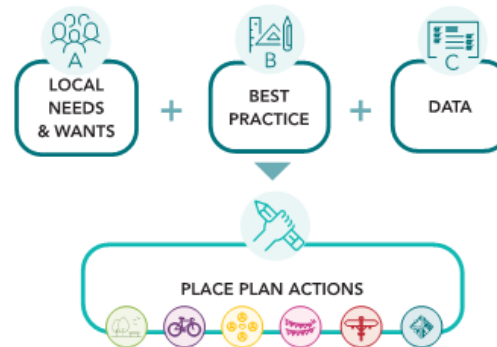 A
LOCAL
NEEDS
& WANTS
+
B
BEST
PRACTICE
+
C
DATA
PLACE PLAN ACTIONS